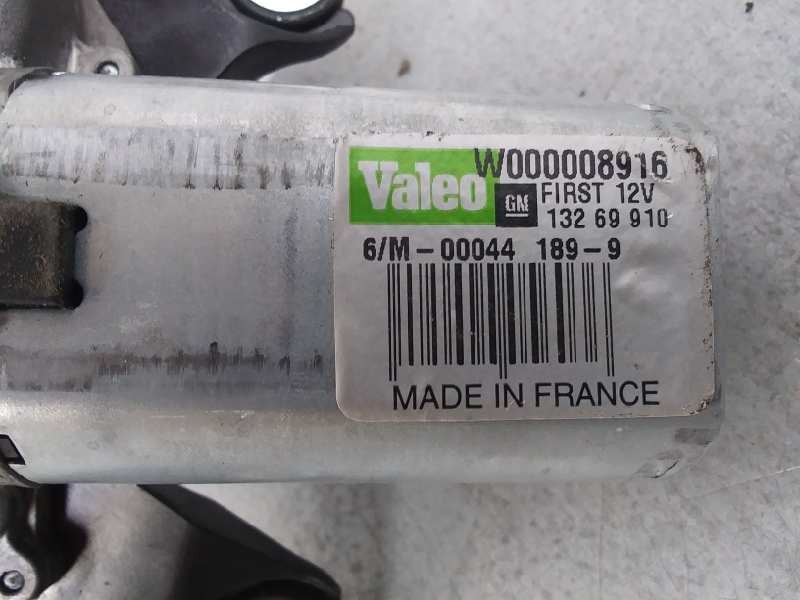 Valeo W000008916
GM FIRST 12V
132 69 910
6/M-00044 189-9
MADE IN FRANCE